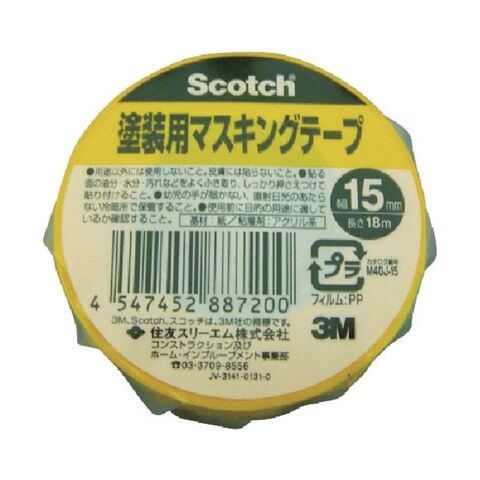 Scotch®
塗装用マスキングテープ
●用途以外には使用しないこと。皮膚には貼らないこと。●貼る
面の油分・水分・汚れなどをよくふき取り、しっかり押さえつけて
貼り付けること。●幼児の手が届かない、直射日光のあたら
ない冷暗所で保管すること。●使用前に目的の用途に適して
いるか確認すること。
基材:紙/粘着剤:アクリル系
幅15mm
長さ18m
プラ
カタログ番号
M40J-15
フィルム:PP
4 547452 887200
3M、Scotch、スコッチは、3M社の商標です。
住友スリーエム株式会社
コンストラクション及び
ホーム・インプルーブメント事業部
☎03-3709-8556
JV-3141-0131-0
3M